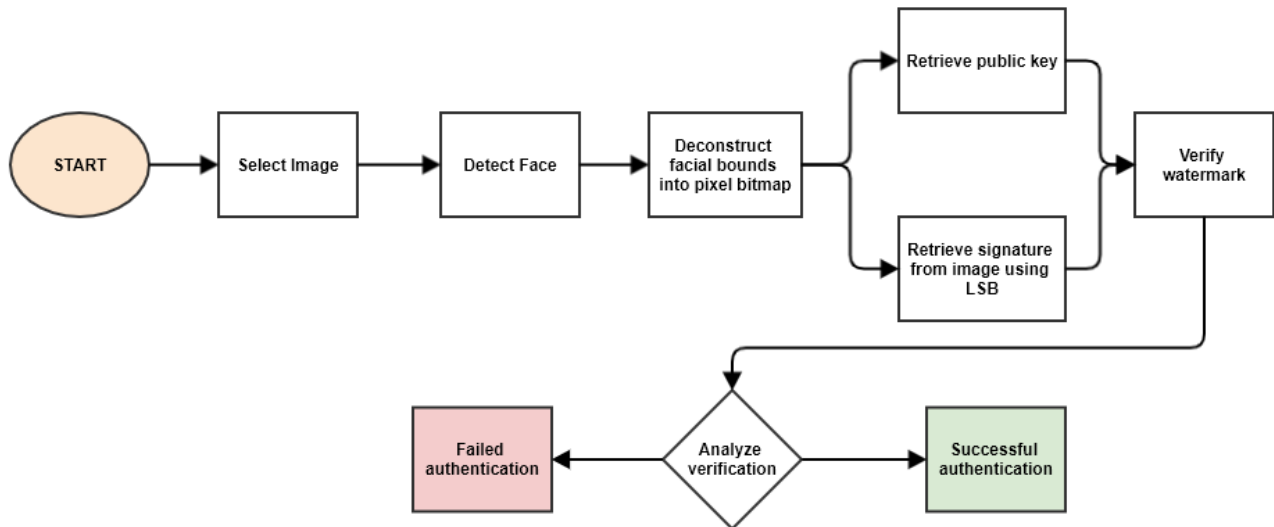 START
Select Image
Detect Face
Deconstruct
facial bounds
into pixel bitmap
Retrieve public key
Retrieve signature
from image using
LSB
Verify
watermark
Failed
authentication
Analyze
verification
Successful
authentication